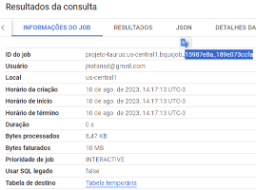 Resultados da consulta
INFORMAÇÕES DO JOB RESULTADOS JSON DETALHES DA
ID do job projeto-taurus:us-central1.bquxjob_15987e8a_189e073ccfa
Usuário @gmail.com
Local us-central1
Horário da criação 16 de ago. de 2023, 14:17:13 UTC-3
Horário de início 16 de ago. de 2023, 14:17:13 UTC-3
Horário de término 16 de ago. de 2023, 14:17:13 UTC-3
Duração 0 s
Bytes processados 8,47 KB
Bytes faturados 10 MB
Prioridade do job INTERACTIVE
Usar SQL legado false
Tabela de destino Tabela temporária